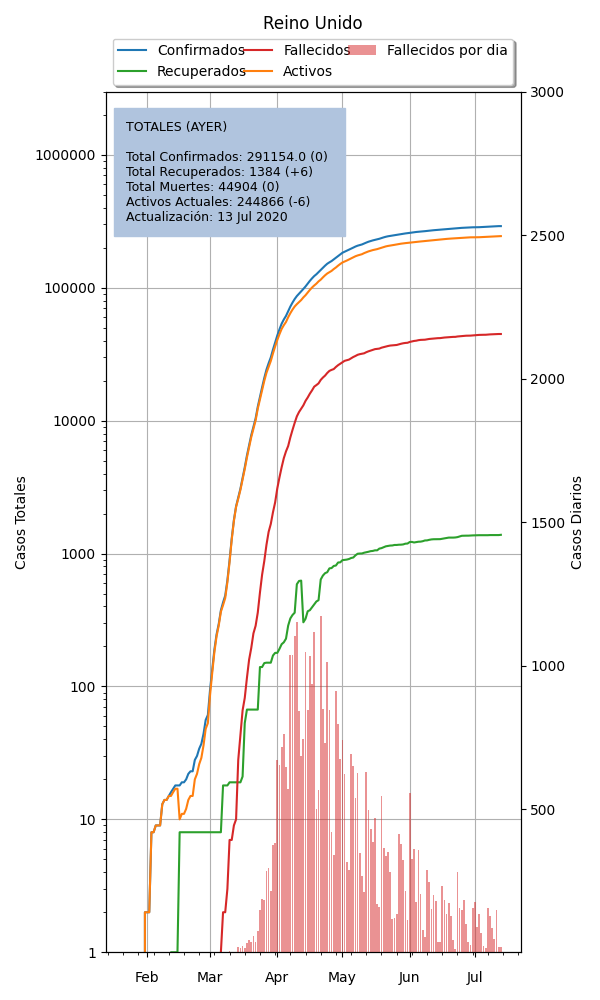 Reino Unido
Confirmados Fallecidos Fallecidos por dia
Recuperados Activos
TOTALES (AYER)
Total Confirmados: 291154.0 (0)
Total Recuperados: 1384 (+6)
Total Muertes: 44904 (0)
Activos Actuales: 244866 (-6)
Actualización: 13 Jul 2020
Casos Totales
1000000
100000
10000
1000
100
10
1
Casos Diarios
3000
2500
2000
1500
1000
500
Feb Mar Apr May Jun Jul